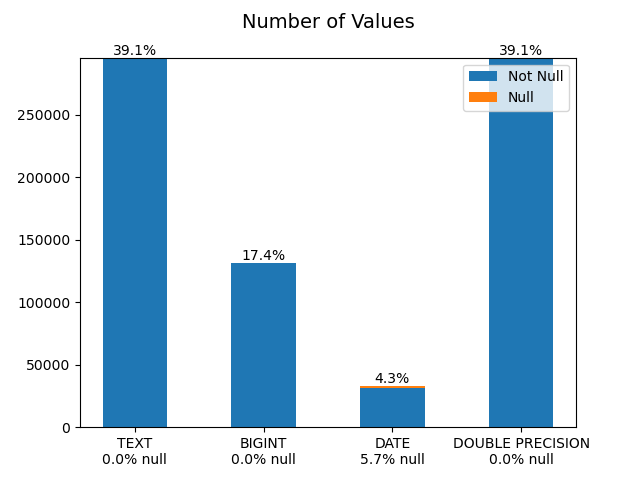 Number of Values
39.1%
39.1%
Not Null
Null
250000
200000
150000
100000
50000
0
17.4%
4.3%
TEXT
0.0% null
BIGINT
0.0% null
DATE
5.7% null
DOUBLE PRECISION
0.0% null